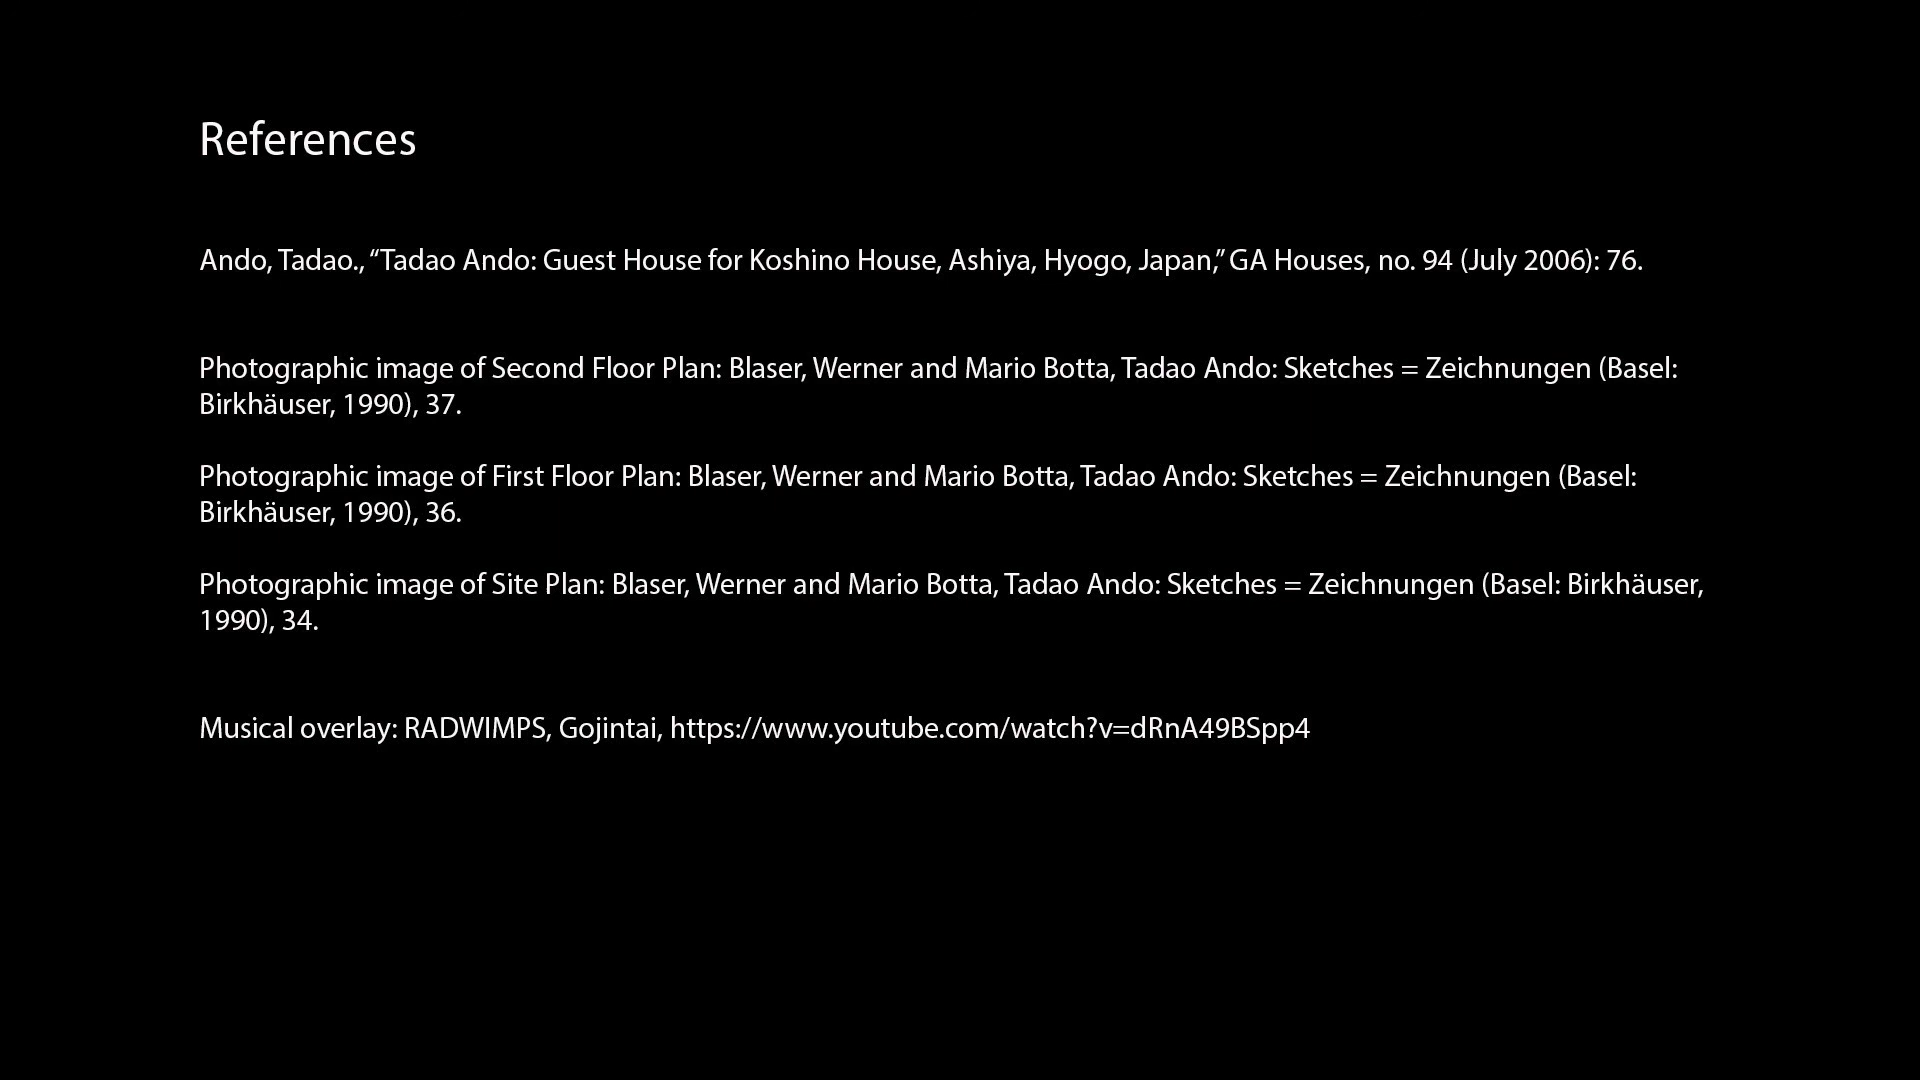 References
Ando, Tadao., “Tadao Ando: Guest House for Koshino House, Ashiya, Hyogo, Japan,” GA Houses, no. 94 (July 2006): 76.
Photographic image of Second Floor Plan: Blaser, Werner and Mario Botta, Tadao Ando: Sketches = Zeichnungen (Basel:
Birkhäuser, 1990), 37.
Photographic image of First Floor Plan: Blaser, Werner and Mario Botta, Tadao Ando: Sketches = Zeichnungen (Basel:
Birkhäuser, 1990), 36.
Photographic image of Site Plan: Blaser, Werner and Mario Botta, Tadao Ando: Sketches = Zeichnungen (Basel: Birkhäuser,
1990), 34.
Musical overlay: RADWIMPS, Gojintai, https://www.youtube.com/watch?v=dRnA49BSpp4